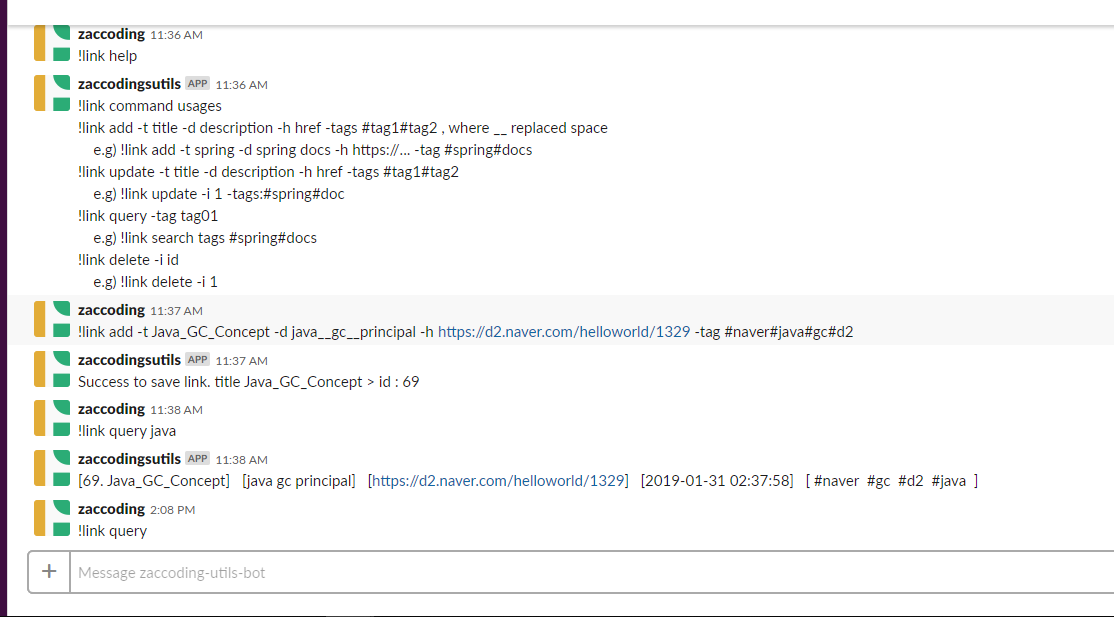 zaccoding 11:36 AM
!link help
zaccodingsutils APP 11:36 AM
!link command usages
!link add -t title -d description -h href -tags #tag1#tag2 , where __ replaced space
e.g) !link add -t spring -d spring docs -h https://... -tag #spring#docs
!link update -t title -d description -h href -tags #tag1#tag2
e.g) !link update -i 1 -tags:#spring#doc
!link query -tag tag01
e.g) !link search tags #spring#docs
!link delete -i id
e.g) !link delete -i 1
zaccoding 11:37 AM
!link add -t Java_GC_Concept -d java__gc__principal -h https://d2.naver.com/helloworld/1329 -tag #naver#java#gc#d2
zaccodingsutils APP 11:37 AM
Success to save link. title Java_GC_Concept > id : 69
zaccoding 11:38 AM
!link query java
zaccodingsutils APP 11:38 AM
[69. Java_GC_Concept] [java gc principal] [https://d2.naver.com/helloworld/1329] [2019-01-31 02:37:58] [ #naver #gc #d2 #java ]
zaccoding 2:08 PM
!link query
+ Message zaccoding-utils-bot